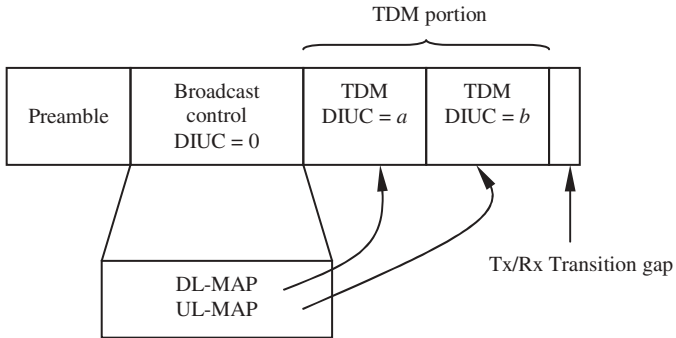 TDM portion
Preamble
Broadcast
control
DIUC = 0
TDM
DIUC = a
TDM
DIUC = b
Tx/Rx Transition gap
DL-MAP
UL-MAP